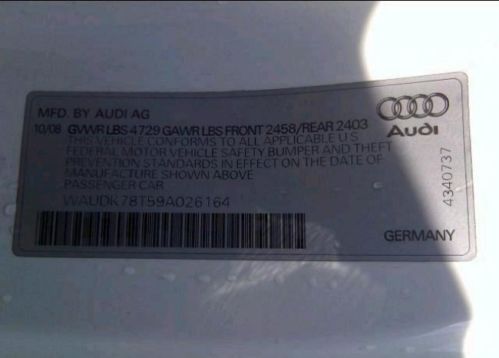 MFD. BY AUDI AG
10/08 GVWR LBS 4729 GAWR LBS FRONT 2458/REAR 2403
THIS VEHICLE CONFORMS TO ALL APPLICABLE U S
FEDERAL MOTOR VEHICLE SAFETY BUMPER AND THEFT
PREVENTION STANDARDS IN EFFECT ON THE DATE OF
MANUFACTURE SHOWN ABOVE
PASSENGER CAR
WAUDK78T59A026164
Audi
4340737
GERMANY